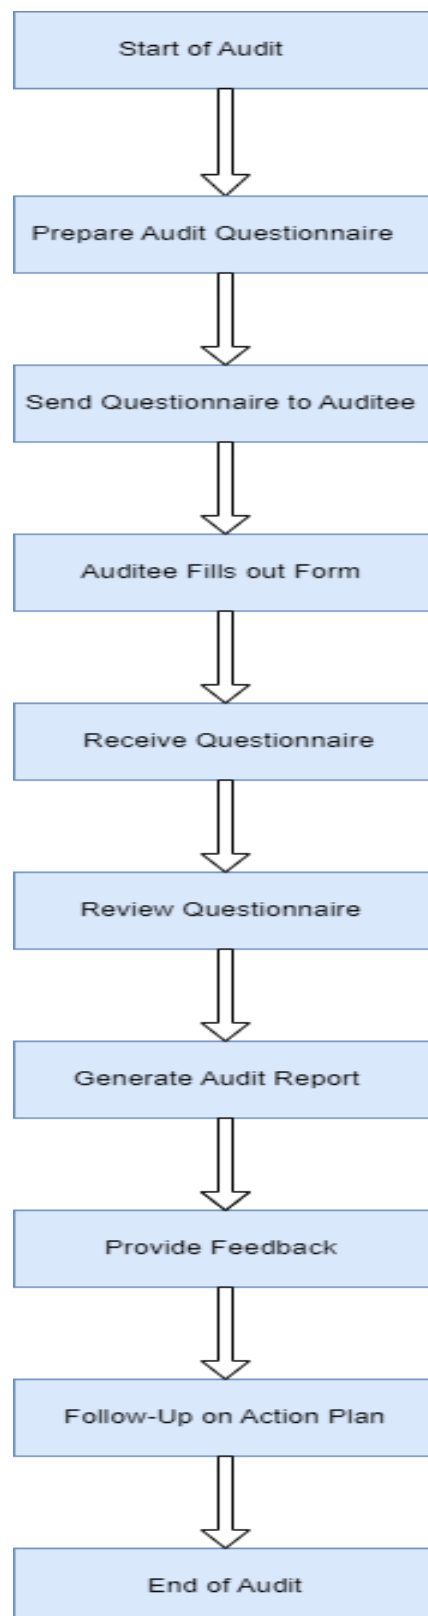 Start of Audit
Prepare Audit Questionnaire
Send Questionnaire to Auditee
Auditee Fills out Form
Receive Questionnaire
Review Questionnaire
Generate Audit Report
Provide Feedback
Follow-Up on Action Plan
End of Audit